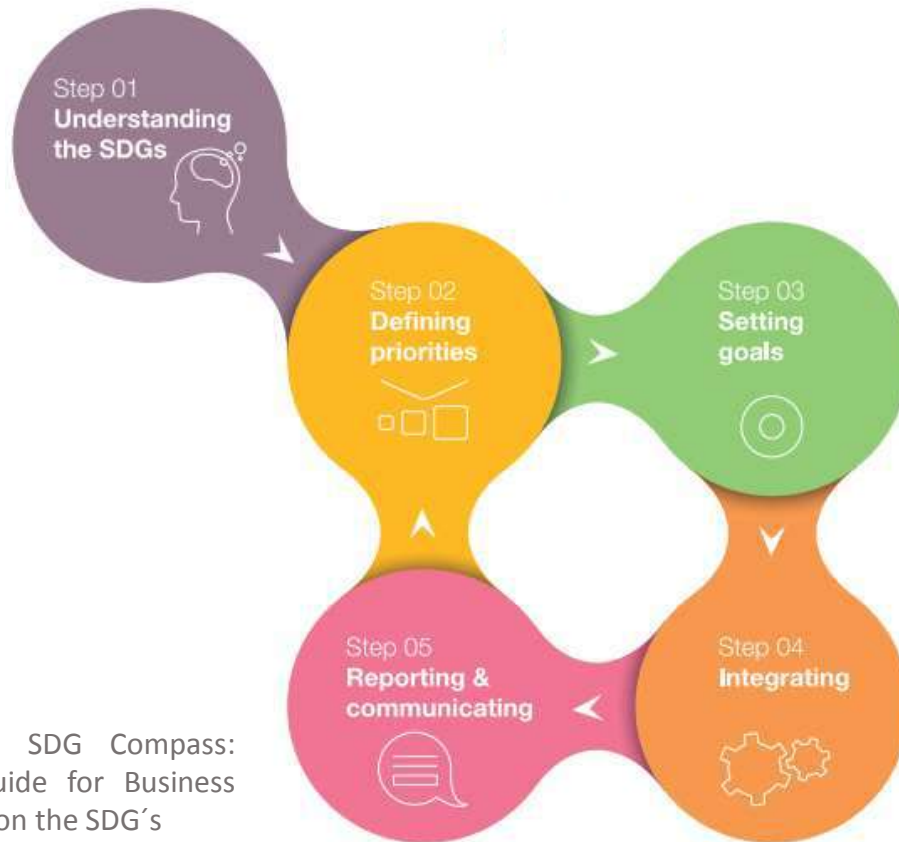 Step 01
Understanding
the SDGs
Step 02
Defining
priorities
Step 03
Setting
goals
Step 04
Integrating
Step 05
Reporting &
communicating
SDG Compass:
uide for Business
on the SDG´s